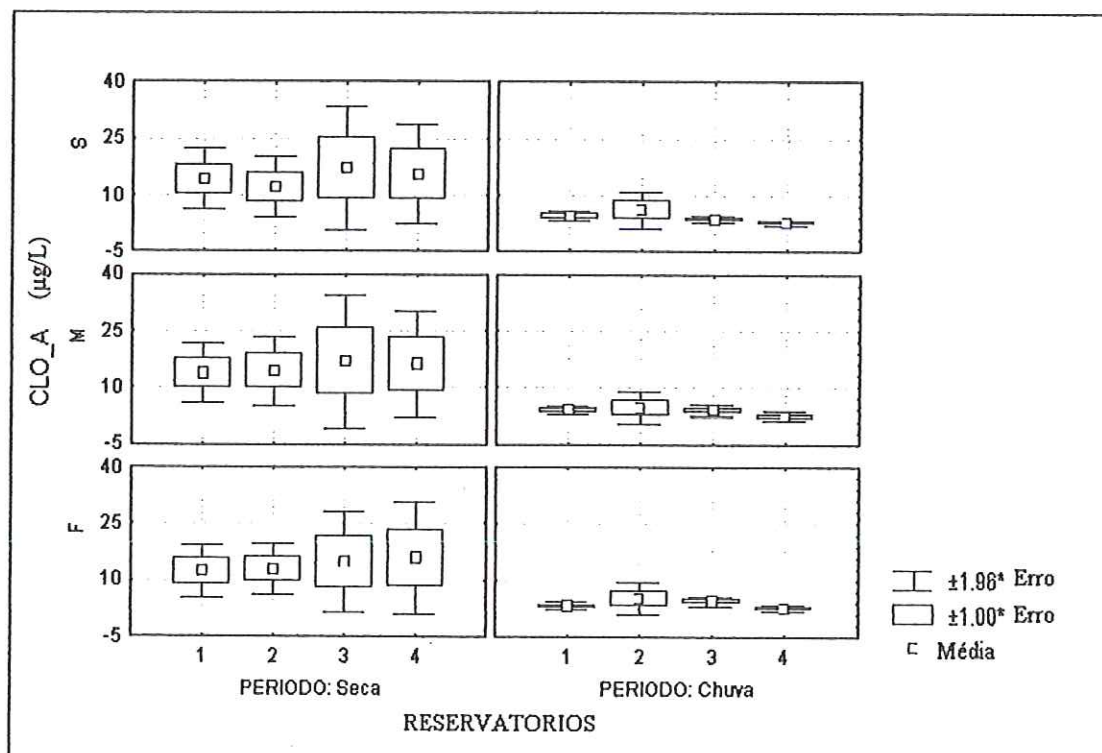 40
25
10
-5
S
40
25
10
-5
M
CLO_A (µg/L)
40
25
10
-5
F
1 2 3 4
PERIODO: Seca
1 2 3 4
PERIODO: Chuva
RESERVATORIOS
±1.96* Erro
±1.00* Erro
Média